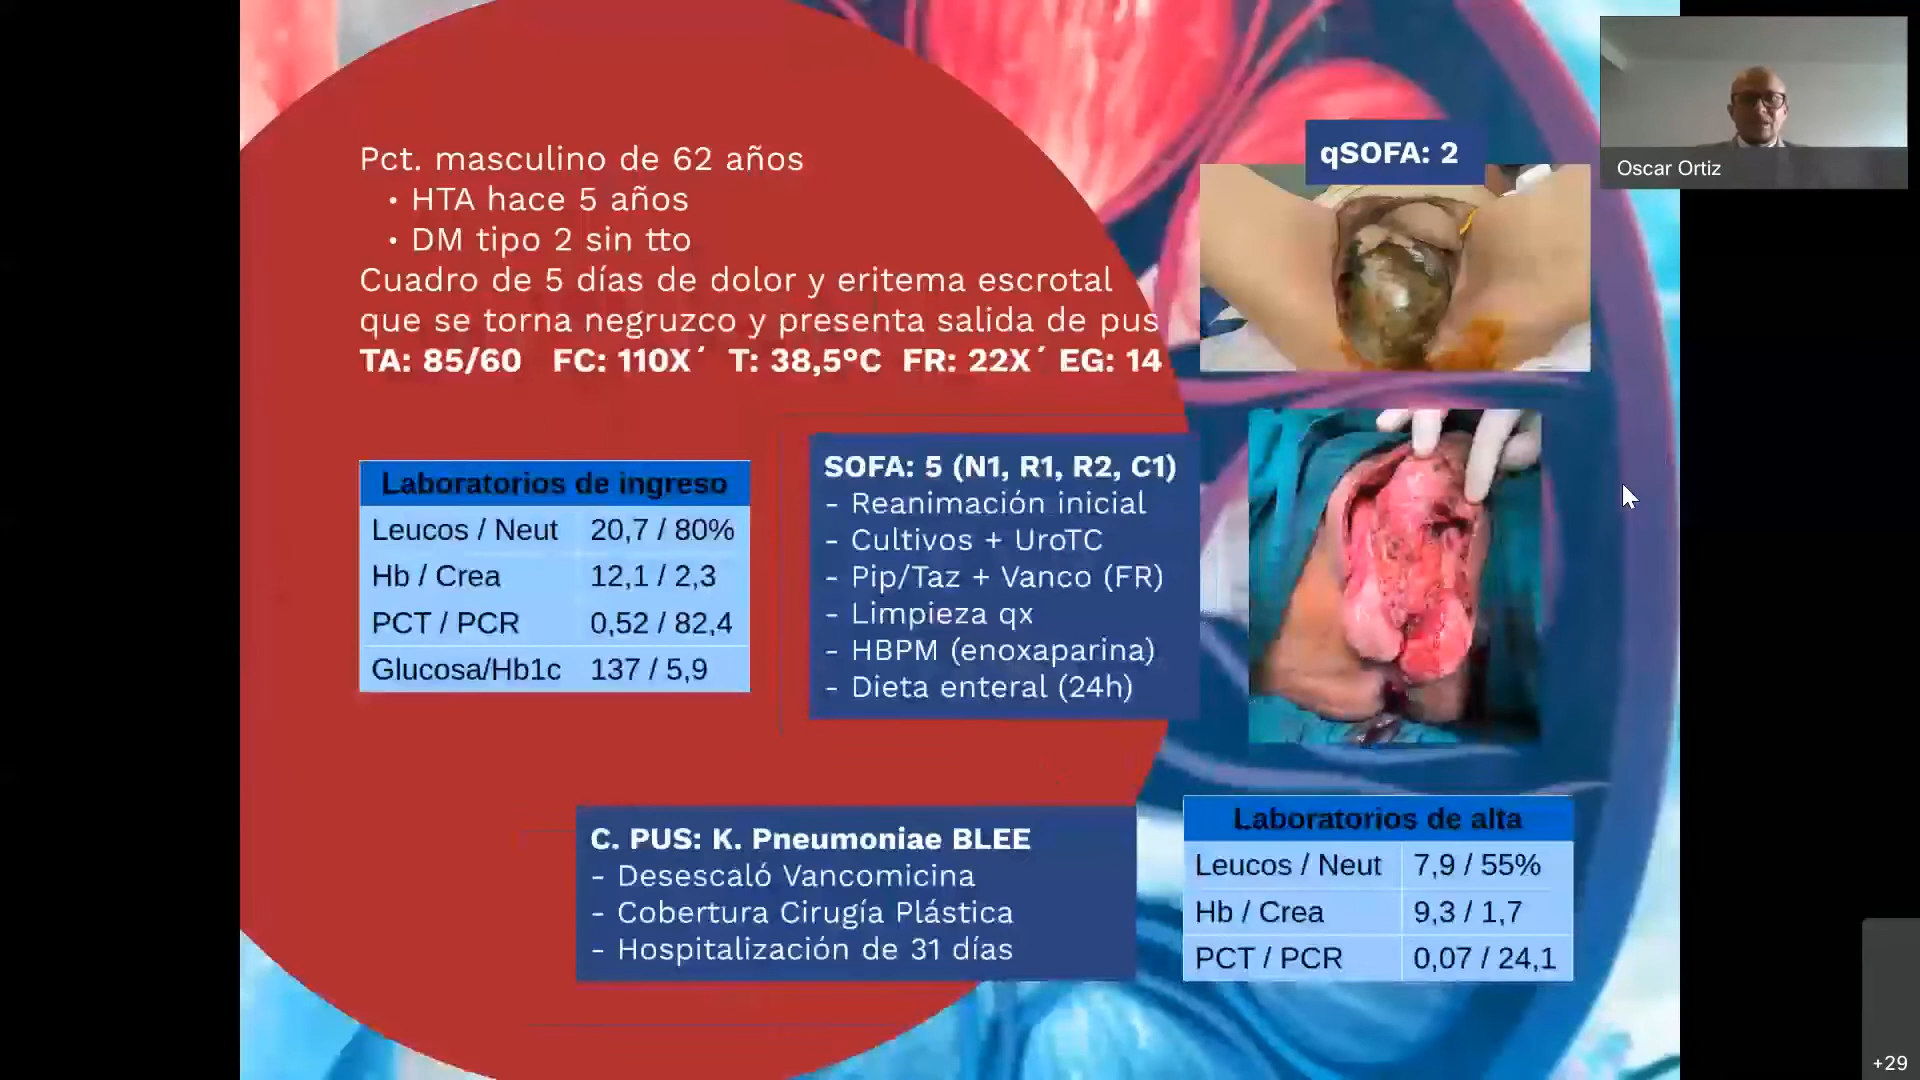 Pct. masculino de 62 años
• HTA hace 5 años
• DM tipo 2 sin tto
Cuadro de 5 días de dolor y eritema escrotal
que se torna negruzco y presenta salida de pus
TA: 85/60 FC: 110X´ T: 38,5°C FR: 22X´ EG: 14
qSOFA: 2
Oscar Ortiz
Laboratorios de ingreso
Leucos / Neut 20,7 / 80%
Hb / Crea 12,1 / 2,3
PCT / PCR 0,52 / 82,4
Glucosa/Hb1c 137 / 5,9
SOFA: 5 (N1, R1, R2, C1)
- Reanimación inicial
- Cultivos + UroTC
- Pip/Taz + Vanco (FR)
- Limpieza qx
- HBPM (enoxaparina)
- Dieta enteral (24h)
C. PUS: K. Pneumoniae BLEE
- Desescaló Vancomicina
- Cobertura Cirugía Plástica
- Hospitalización de 31 días
Laboratorios de alta
Leucos / Neut 7,9 / 55%
Hb / Crea 9,3 / 1,7
PCT / PCR 0,07 / 24,1
+29